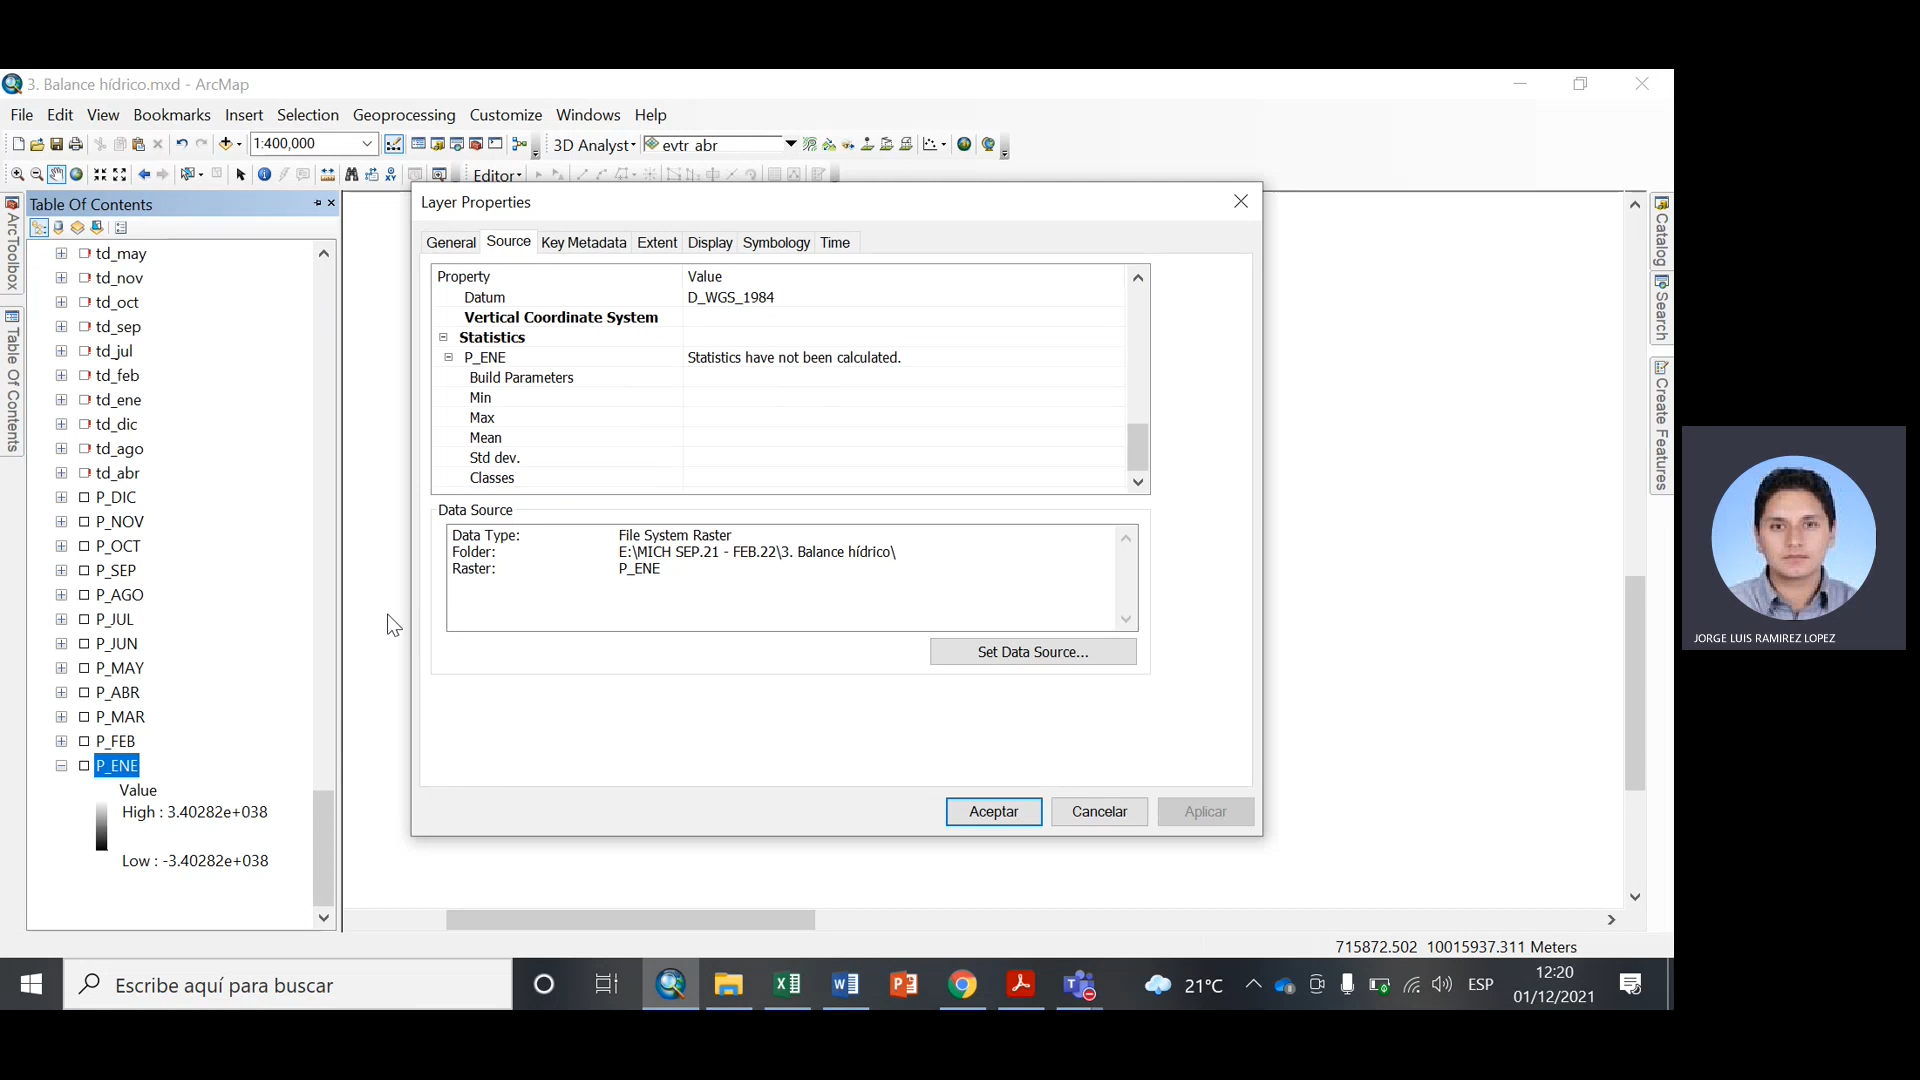 3. Balance hídrico.mxd - ArcMap
File Edit View Bookmarks Insert Selection Geoprocessing Customize Windows Help
1:400,000
3D Analyst
evtr abr
Editor
Table Of Contents
td_may
td_nov
td_oct
td_sep
td_jul
td_feb
td_ene
td_dic
td_ago
td_abr
P_DIC
P_NOV
P_OCT
P_SEP
P_AGO
P_JUL
P_JUN
P_MAY
P_ABR
P_MAR
P_FEB
P_ENE
Value
High : 3.40282e+038
Low : -3.40282e+038
ArcToolbox
Table Of Contents
Layer Properties
General Source Key Metadata Extent Display Symbology Time
Property Value
Datum D_WGS_1984
Vertical Coordinate System
Statistics
P_ENE Statistics have not been calculated.
Build Parameters
Min
Max
Mean
Std dev.
Classes
Data Source
Data Type: File System Raster
Folder: E:\MICH SEP.21 - FEB.22\3. Balance hídrico\
Raster: P_ENE
Set Data Source...
Aceptar Cancelar Aplicar
Catalog
Search
Create Features
JORGE LUIS RAMIREZ LOPEZ
715872.502 10015937.311 Meters
Escribe aquí para buscar
21°C
ESP
12:20
01/12/2021